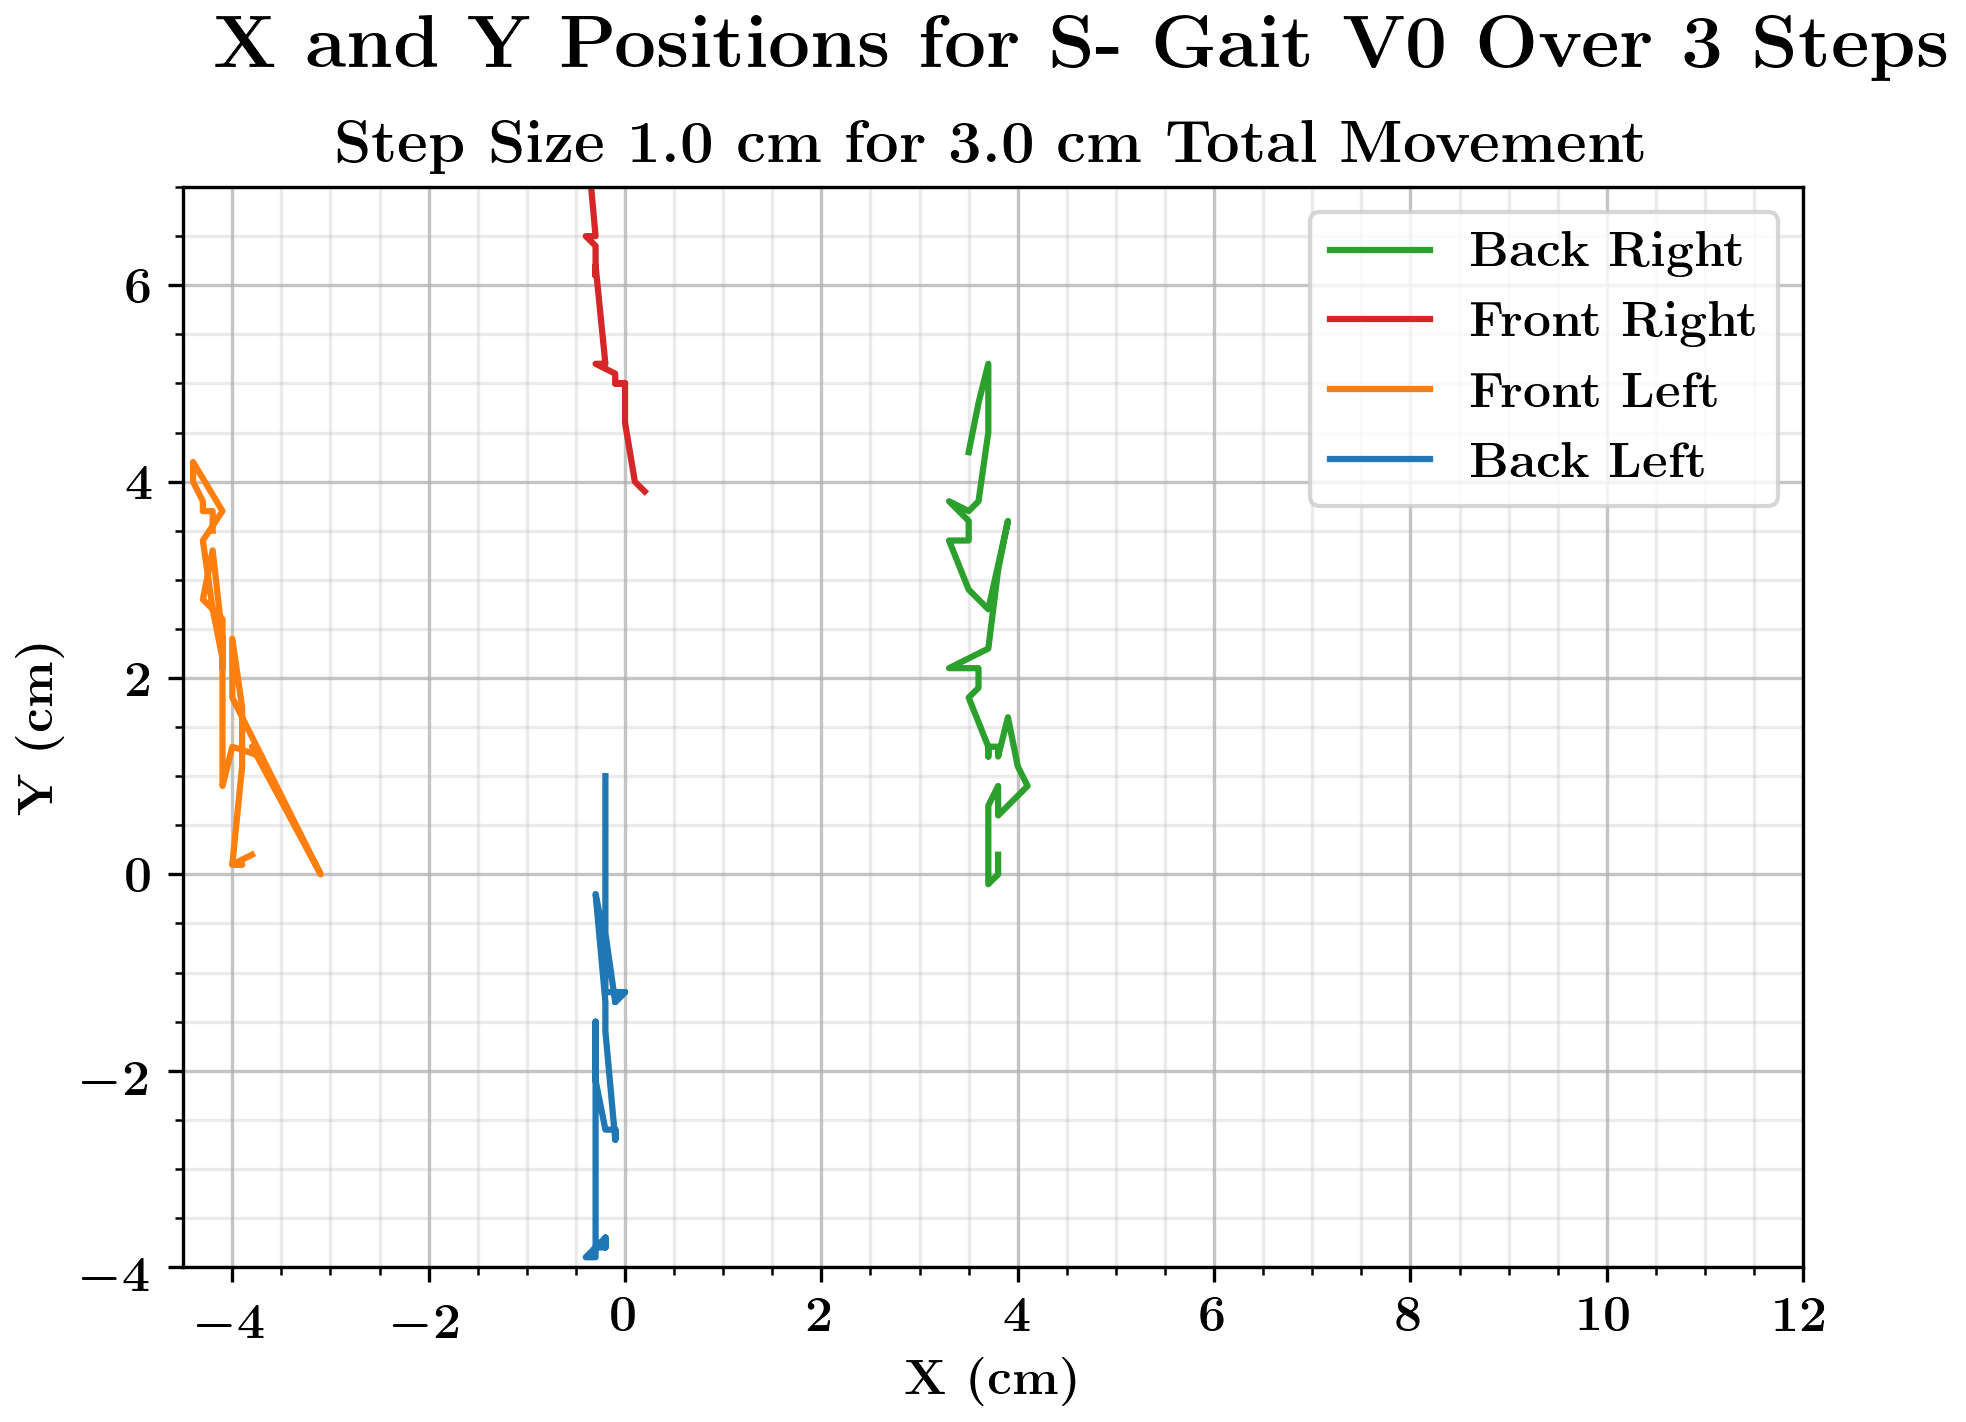 X and Y Positions for S- Gait V0 Over 3 Steps
Step Size 1.0 cm for 3.0 cm Total Movement
Back Right
Front Right
Front Left
Back Left
6
4
2
0
−2
−4
Y (cm)
−4 −2 0 2 4 6 8 10 12
X (cm)